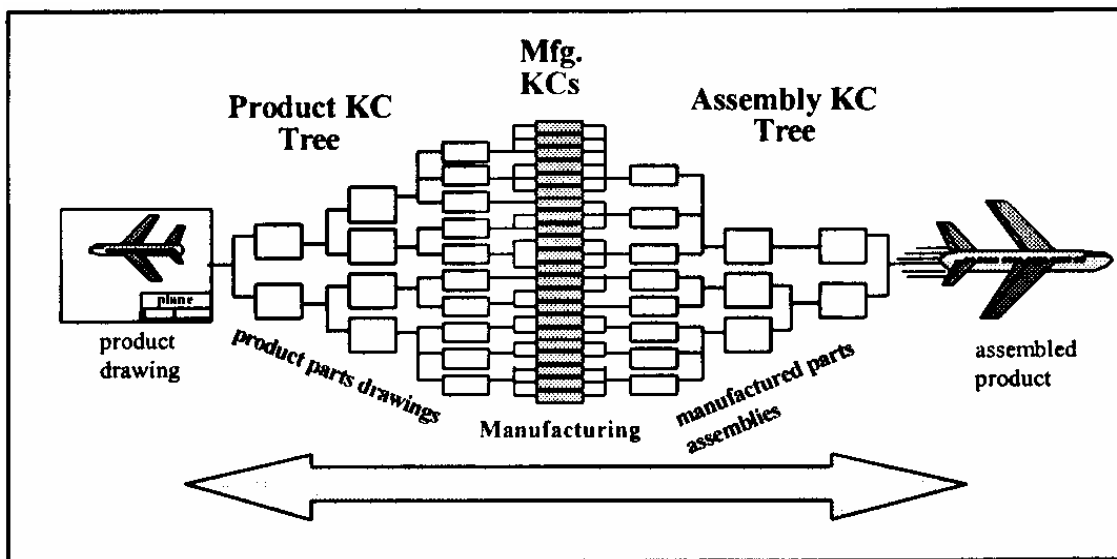 Mfg.
KCs
Product KC
Tree
Assembly KC
Tree
plane
product
drawing
product parts drawings
Manufacturing
manufactured parts
assemblies
assembled
product